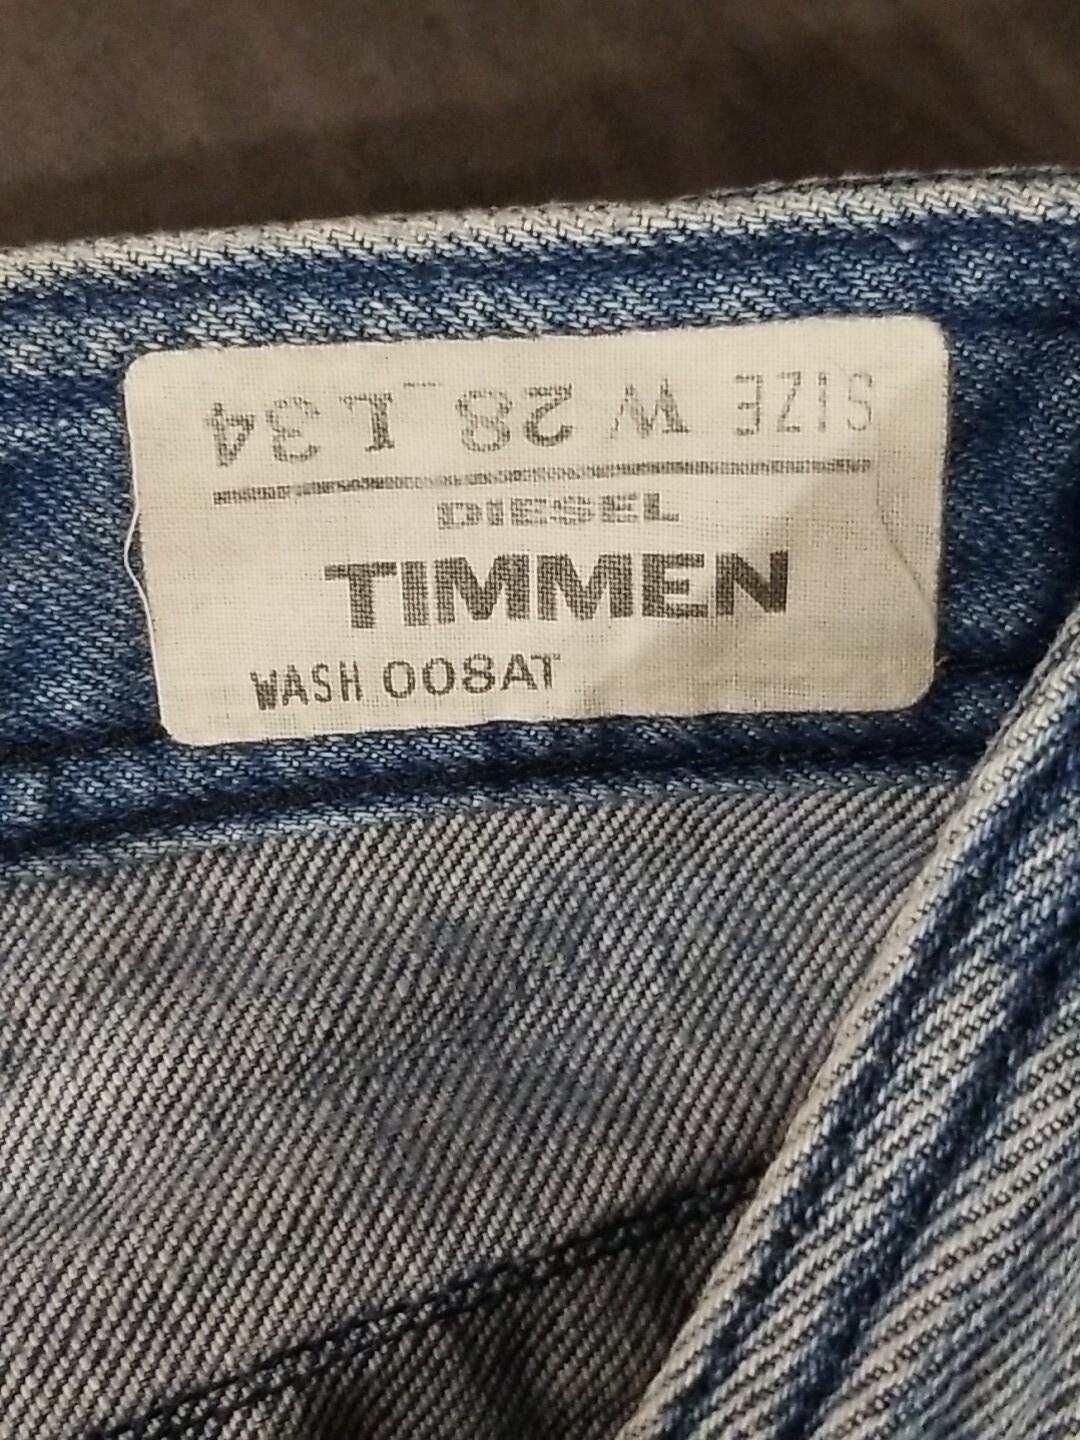 SIZE W 28 L 34
DIESEL
TIMMEN
WASH 008AT